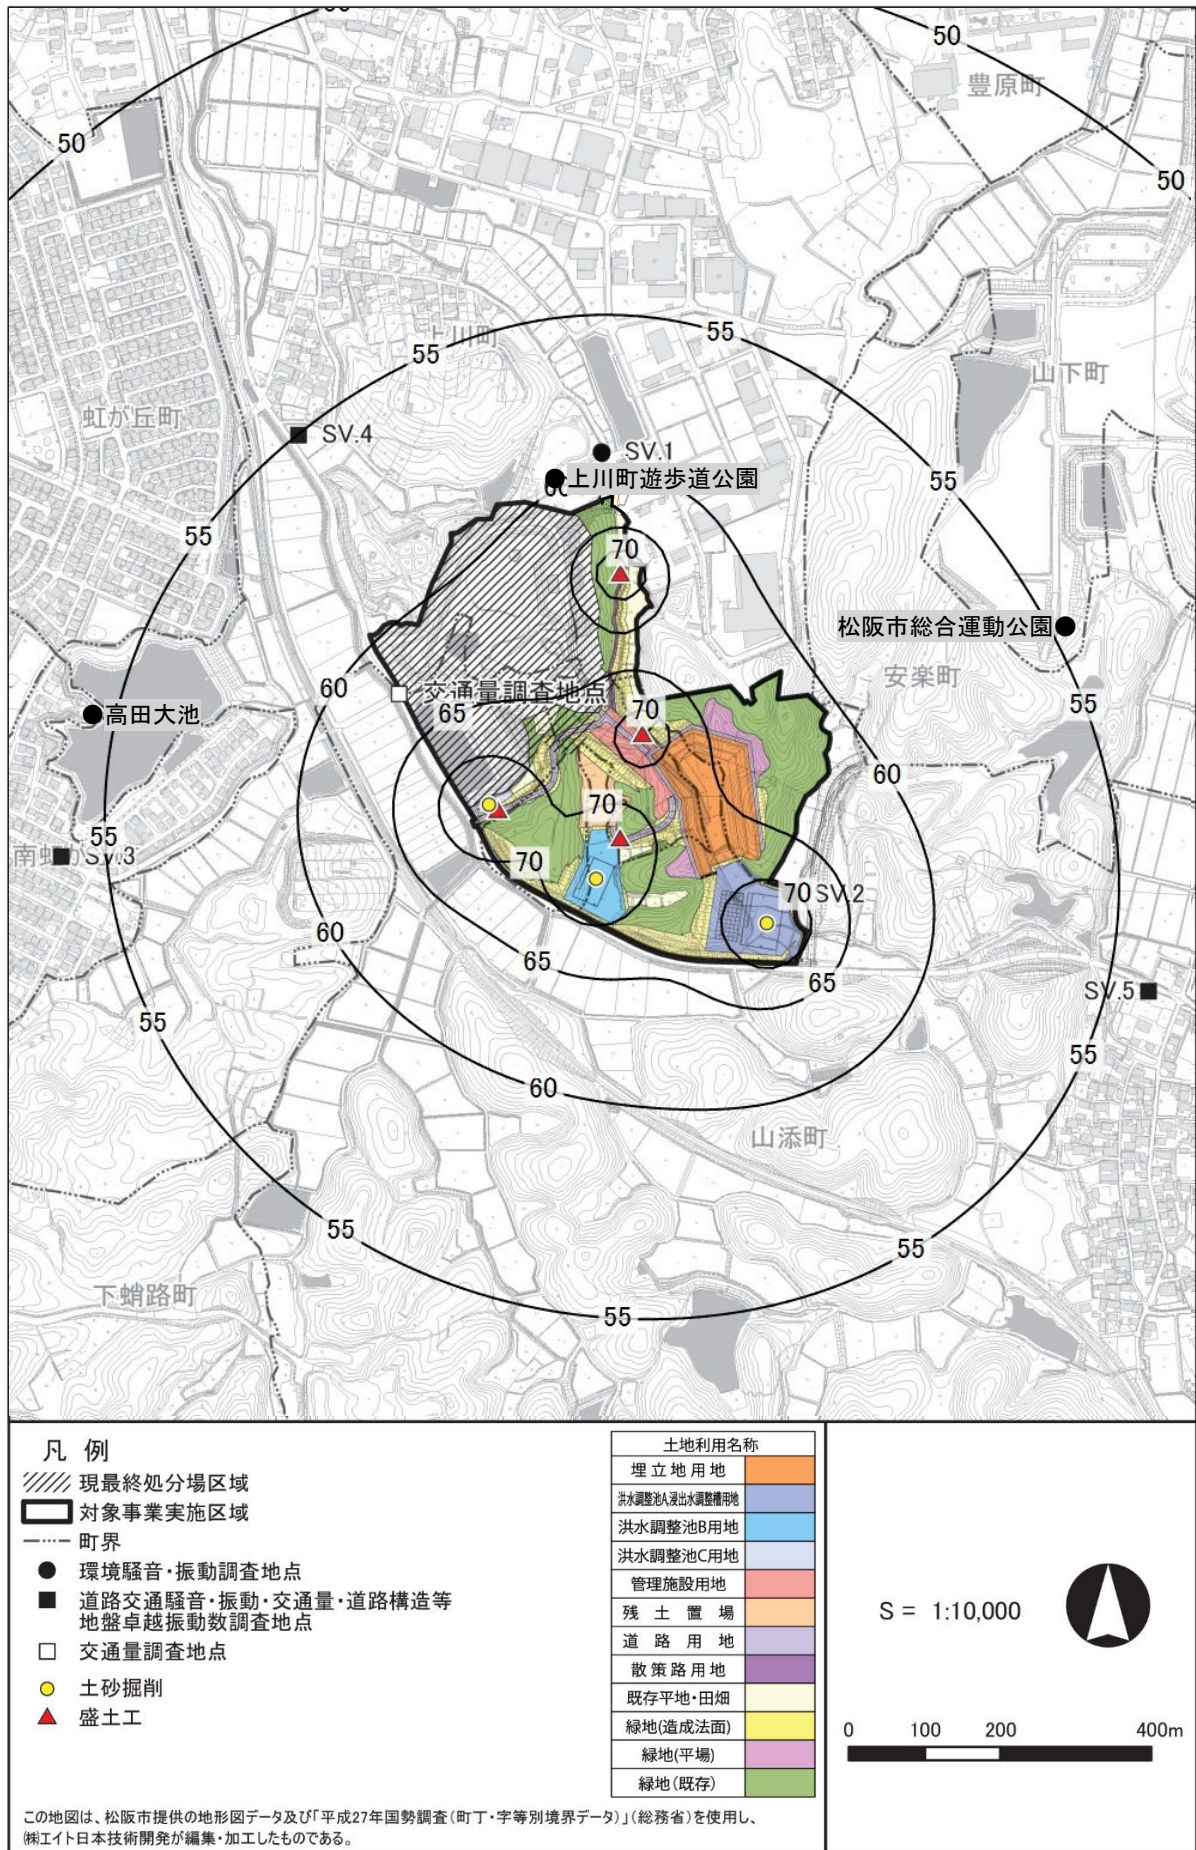 50
50
豊原町
50
50
55
上川町
55
山下町
虹が丘町
SV.4
SV.1
上川町遊歩道公園
60
55
55
70
松阪市総合運動公園
安楽町
60
交通量調査地点
55
高田大池
65
70
60
70
55
南虹が
SV.3
70
70
SV.2
60
65
65
SV.5
55
55
60
山添町
55
55
下蛸路町
55
凡 例
現最終処分場区域
対象事業実施区域
町界
環境騒音・振動調査地点
道路交通騒音・振動・交通量・道路構造等
地盤卓越振動数調査地点
交通量調査地点
土砂掘削
盛土工
土地利用名称
埋立地用地
洪水調整池A、浸出水調整槽用地
洪水調整池B用地
洪水調整池C用地
管理施設用地
残土置場
道路用地
散策路用地
既存平地・田畑
緑地(造成法面)
緑地(平場)
緑地(既存)
S = 1:10,000
0 100 200 400m
この地図は、松阪市提供の地形図データ及び「平成27年国勢調査(町丁・字等別境界データ)」(総務省)を使用し、
㈱エイト日本技術開発が編集・加工したものである。